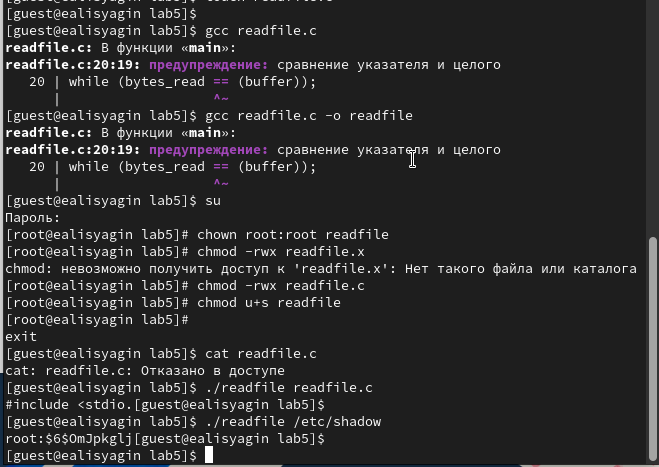 [guest@ealisyagin lab5]$
[guest@ealisyagin lab5]$ gcc readfile.c
readfile.c: В функции «main»:
readfile.c:20:19: предупреждение: сравнение указателя и целого
   20 | while (bytes_read == (buffer));
      |                   ^~
[guest@ealisyagin lab5]$ gcc readfile.c -o readfile
readfile.c: В функции «main»:
readfile.c:20:19: предупреждение: сравнение указателя и целого
   20 | while (bytes_read == (buffer));
      |                   ^~
[guest@ealisyagin lab5]$ su
Пароль:
[root@ealisyagin lab5]# chown root:root readfile
[root@ealisyagin lab5]# chmod -rwx readfile.x
chmod: невозможно получить доступ к 'readfile.x': Нет такого файла или каталога
[root@ealisyagin lab5]# chmod -rwx readfile.c
[root@ealisyagin lab5]# chmod u+s readfile
[root@ealisyagin lab5]#
exit
[guest@ealisyagin lab5]$ cat readfile.c
cat: readfile.c: Отказано в доступе
[guest@ealisyagin lab5]$ ./readfile readfile.c
#include <stdio.[guest@ealisyagin lab5]$
[guest@ealisyagin lab5]$ ./readfile /etc/shadow
root:$6$OmJpkglj[guest@ealisyagin lab5]$
[guest@ealisyagin lab5]$